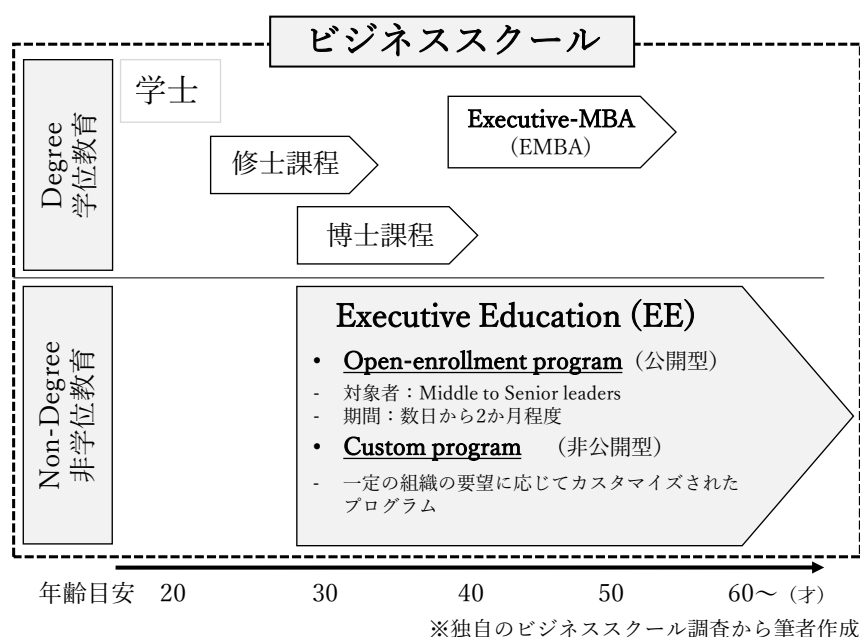 ビジネススクール
Degree
学位教育
学士
Executive-MBA
(EMBA)
修士課程
博士課程
Non-Degree
非学位教育
Executive Education (EE)
• Open-enrollment program（公開型）
- 対象者：Middle to Senior leaders
- 期間：数日から2か月程度
• Custom program （非公開型）
- 一定の組織の要望に応じてカスタマイズされた
プログラム
年齢目安 20 30 40 50 60～（才）
※独自のビジネススクール調査から筆者作成